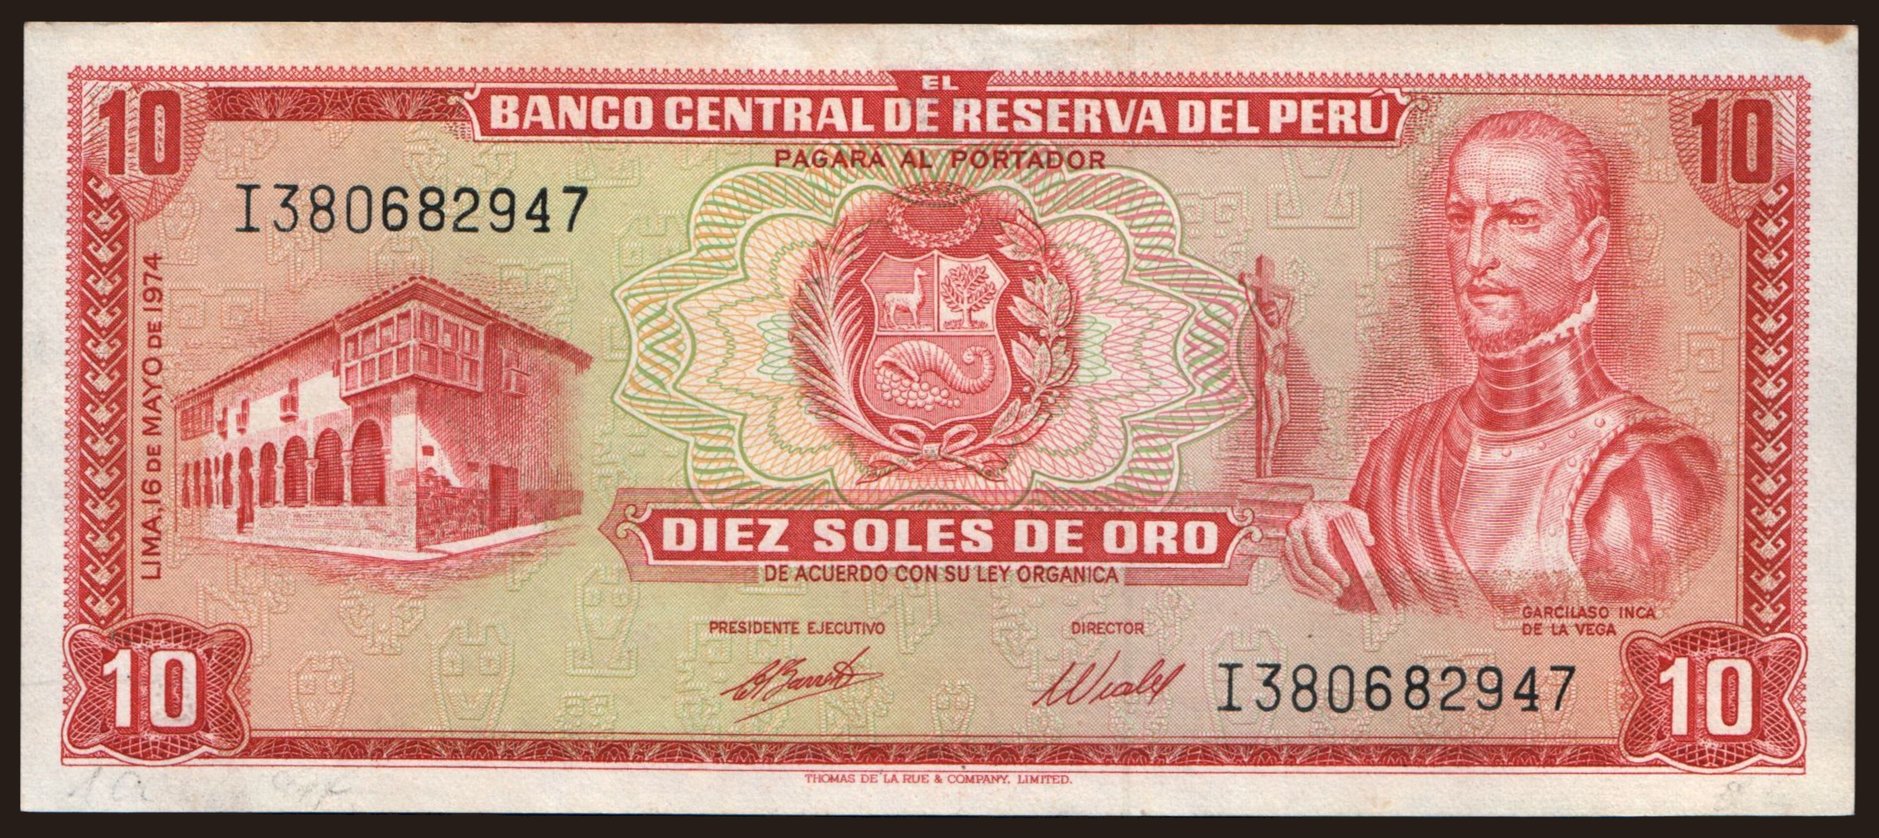 10
EL
BANCO CENTRAL DE RESERVA DEL PERÚ
10
PAGARÁ AL PORTADOR
I380682947
LIMA, 16 DE MAYO DE 1974
DIEZ SOLES DE ORO
DE ACUERDO CON SU LEY ORGANICA
GARCILASO INCA
DE LA VEGA
PRESIDENTE EJECUTIVO
DIRECTOR
I380682947
10
10
THOMAS DE LA RUE & COMPANY, LIMITED.